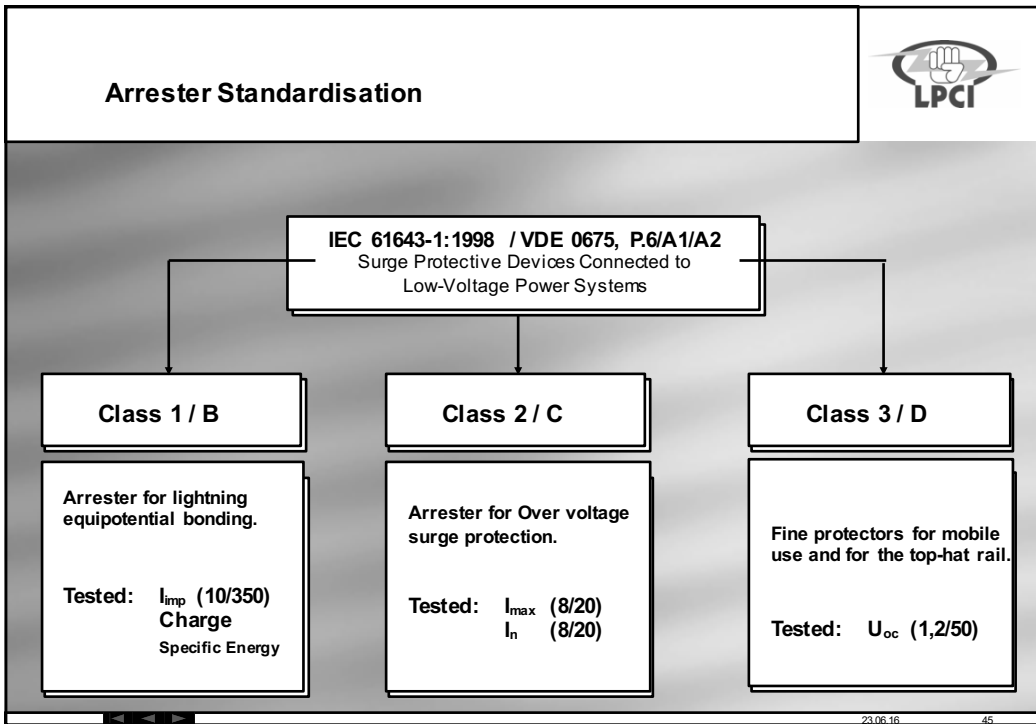 Arrester Standardisation
LPCI
IEC 61643-1:1998 / VDE 0675, P.6/A1/A2
Surge Protective Devices Connected to
Low-Voltage Power Systems
Class 1 / B
Arrester for lightning
equipotential bonding.
Tested: Iimp (10/350)
Charge
Specific Energy
Class 2 / C
Arrester for Over voltage
surge protection.
Tested: Imax (8/20)
In (8/20)
Class 3 / D
Fine protectors for mobile
use and for the top-hat rail.
Tested: Uoc (1,2/50)
23.06.16 45